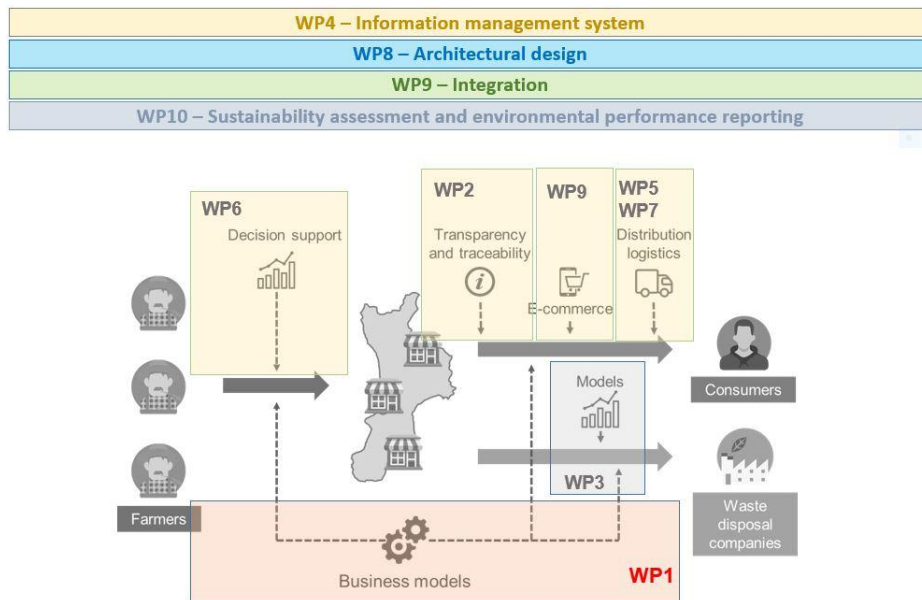 WP4 – Information management system
WP8 – Architectural design
WP9 – Integration
WP10 – Sustainability assessment and environmental performance reporting
WP6
Decision support
WP2
Transparency
and traceability
WP9
E-commerce
WP5
WP7
Distribution
logistics
Consumers
Models
WP3
Farmers
Waste
disposal
companies
Business models
WP1